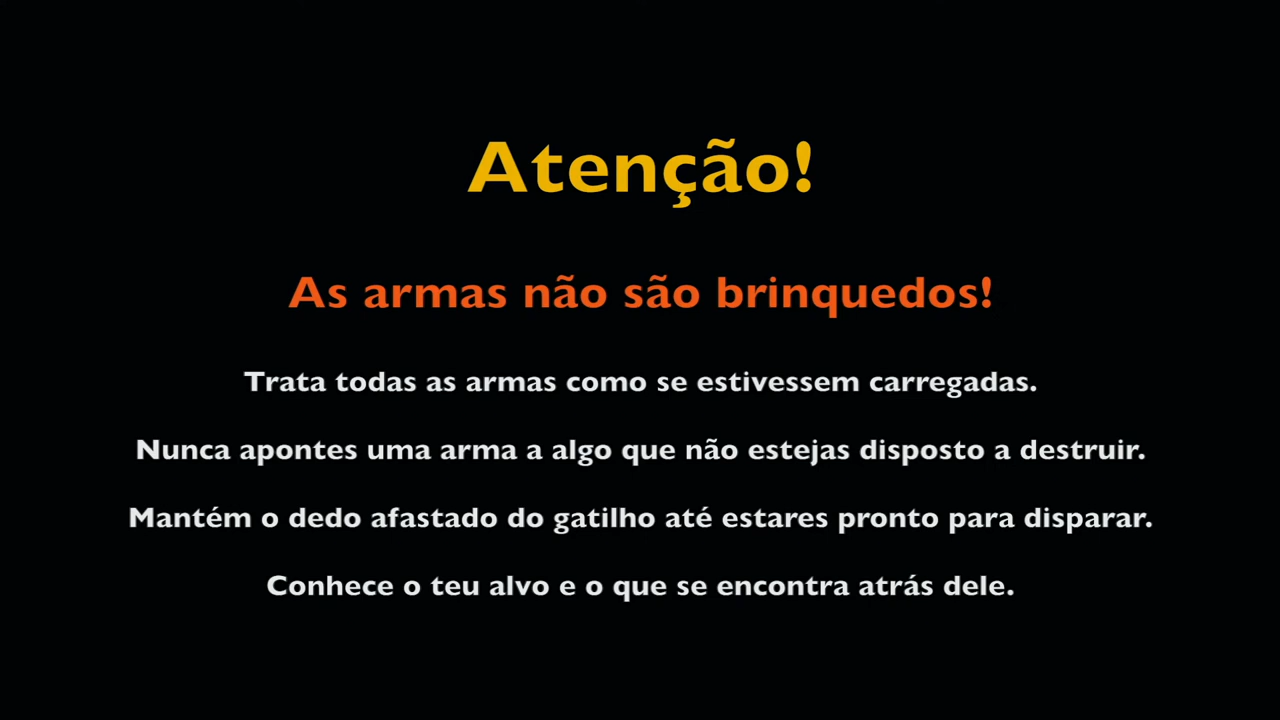 Atenção!
As armas não são brinquedos!
Trata todas as armas como se estivessem carregadas.
Nunca apontes uma arma a algo que não estejas disposto a destruir.
Mantém o dedo afastado do gatilho até estares pronto para disparar.
Conhece o teu alvo e o que se encontra atrás dele.